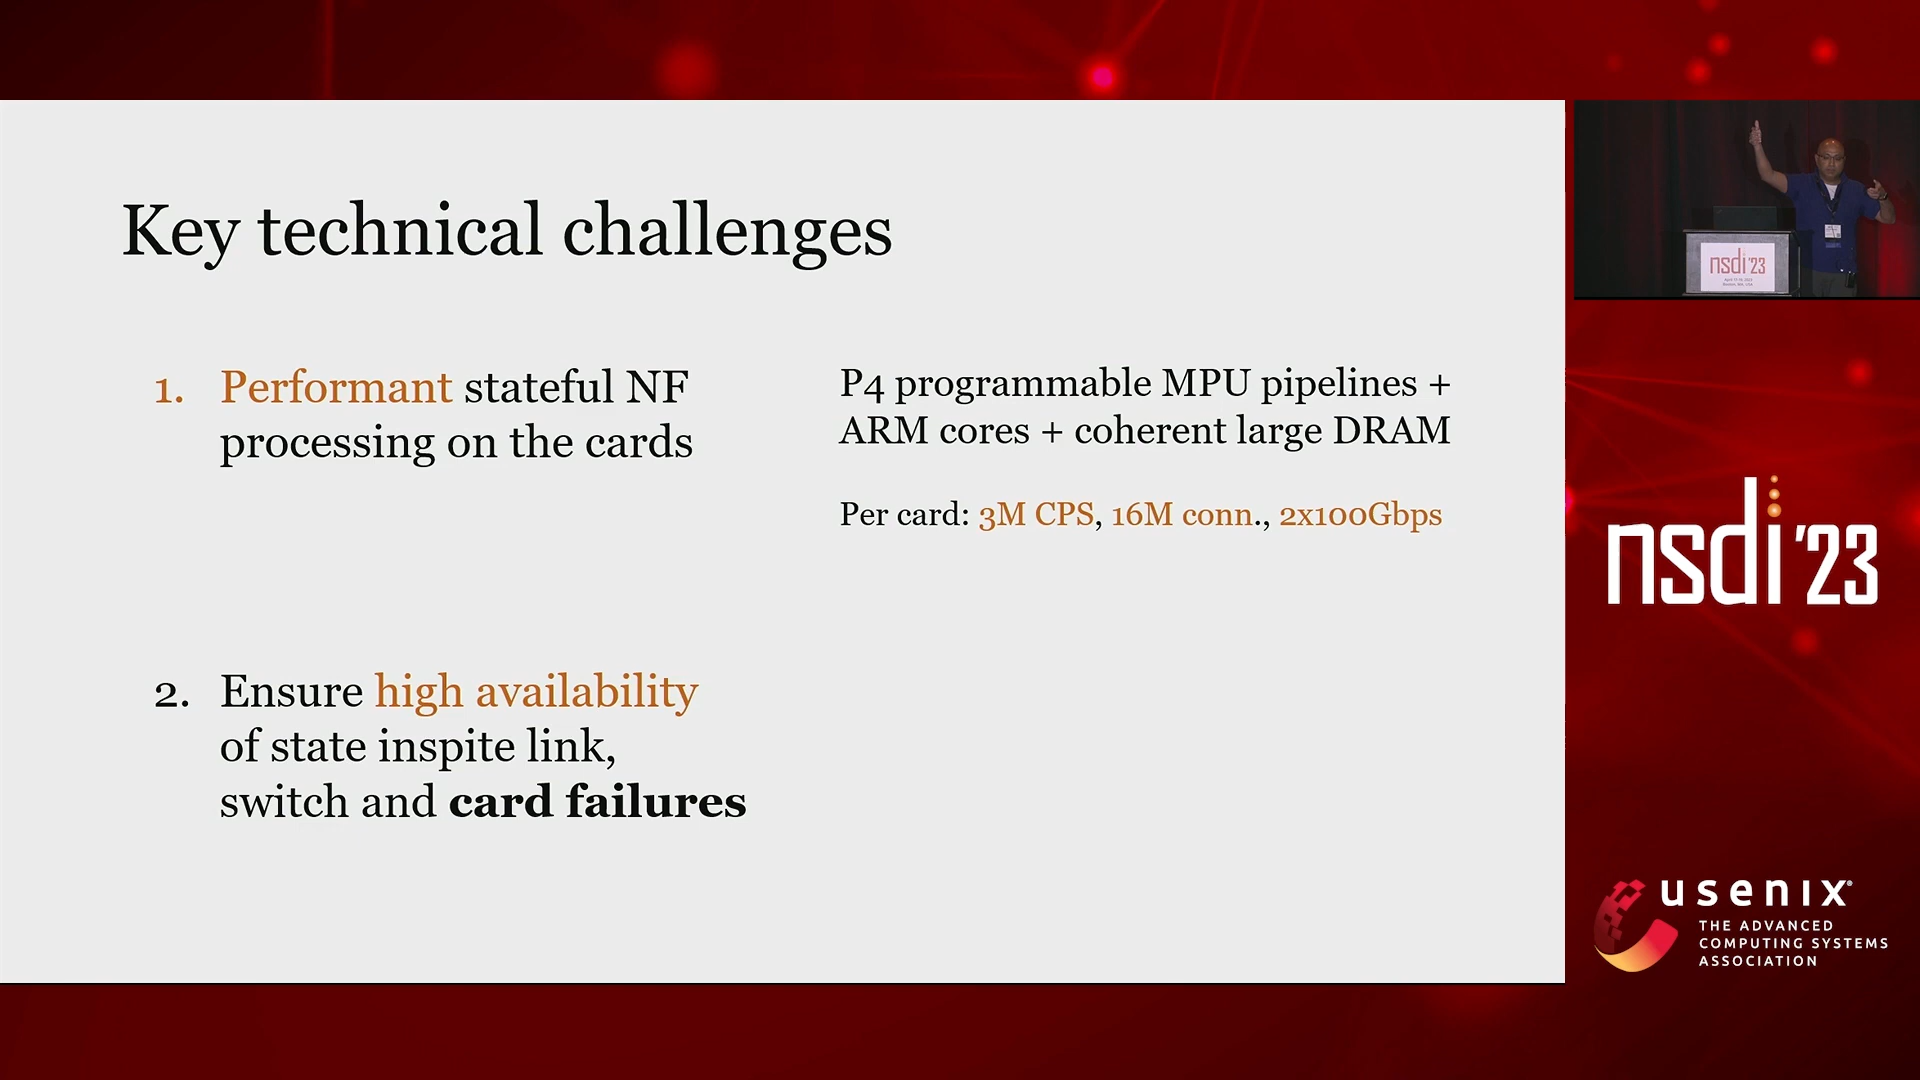 Key technical challenges
1. Performant stateful NF
processing on the cards
P4 programmable MPU pipelines +
ARM cores + coherent large DRAM
Per card: 3M CPS, 16M conn., 2x100Gbps
2. Ensure high availability
of state inspite link,
switch and card failures
nsdi '23
nsdi '23
usenix®
THE ADVANCED
COMPUTING SYSTEMS
ASSOCIATION